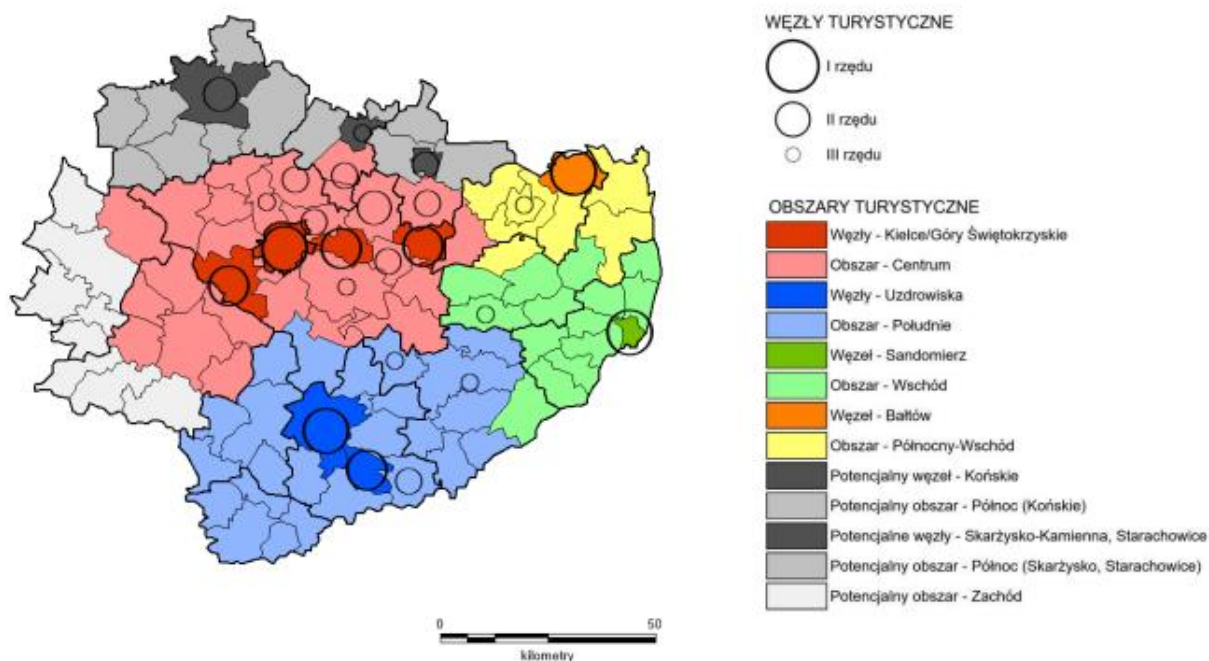 WĘZŁY TURYSTYCZNE
I rzędu
II rzędu
III rzędu
OBSZARY TURYSTYCZNE
Węzły - Kielce/Góry Świętokrzyskie
Obszar - Centrum
Węzły - Uzdrowiska
Obszar - Południe
Węzeł - Sandomierz
Obszar - Wschód
Węzeł - Bałtów
Obszar - Północny-Wschód
Potencjalny węzeł - Końskie
Potencjalny obszar - Północ (Końskie)
Potencjalne węzły - Skarżysko-Kamienna, Starachowice
Potencjalny obszar - Północ (Skarżysko, Starachowice)
Potencjalny obszar - Zachód
0 50
kilometry